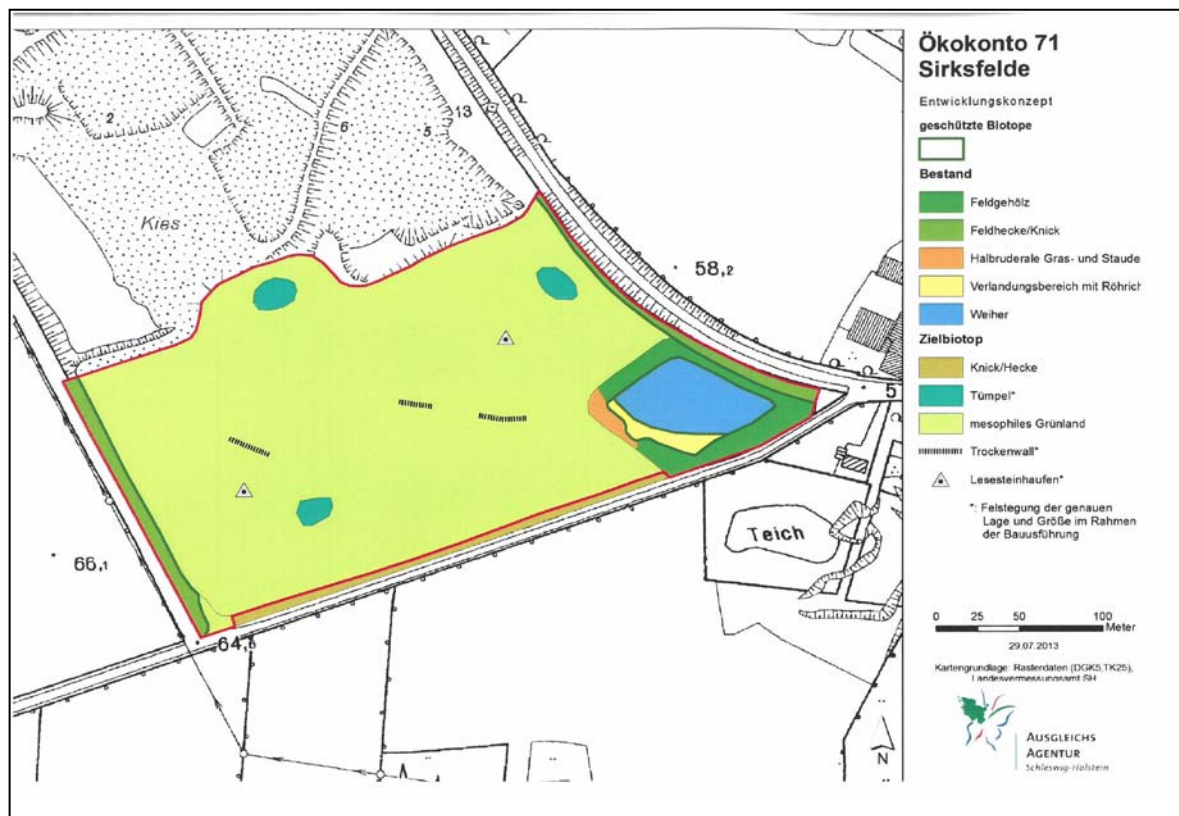 Ökokonto 71
Sirksfelde
Entwicklungskonzept
geschützte Biotope
Bestand
Feldgehölz
Feldhecke/Knick
Halbruderale Gras- und Staude
Verlandungsbereich mit Röhrich
Weiher
Zielbiotop
Knick/Hecke
Tümpel*
mesophiles Grünland
Trockenwall*
Lesesteinhaufen*
*: Felstegung der genauen
Lage und Größe im Rahmen
der Bauusführung
0 25 50 100
Meter
29.07.2013
Kartengrundlage: Rasterdaten (DGK5,TK25),
Landesvermessungsamt SH
AUSGLEICHS
AGENTUR
Schleswig-Holstein
N
2
6
5
13
Kies
58,2
5
Teich
66,1